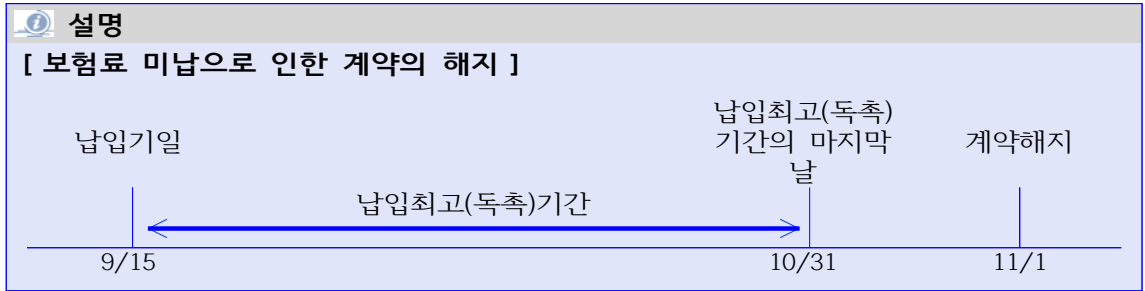 설명
[ 보험료 미납으로 인한 계약의 해지 ]
납입기일
납입최고(독촉)
기간의 마지막
날
계약해지
납입최고(독촉)기간
9/15
10/31
11/1